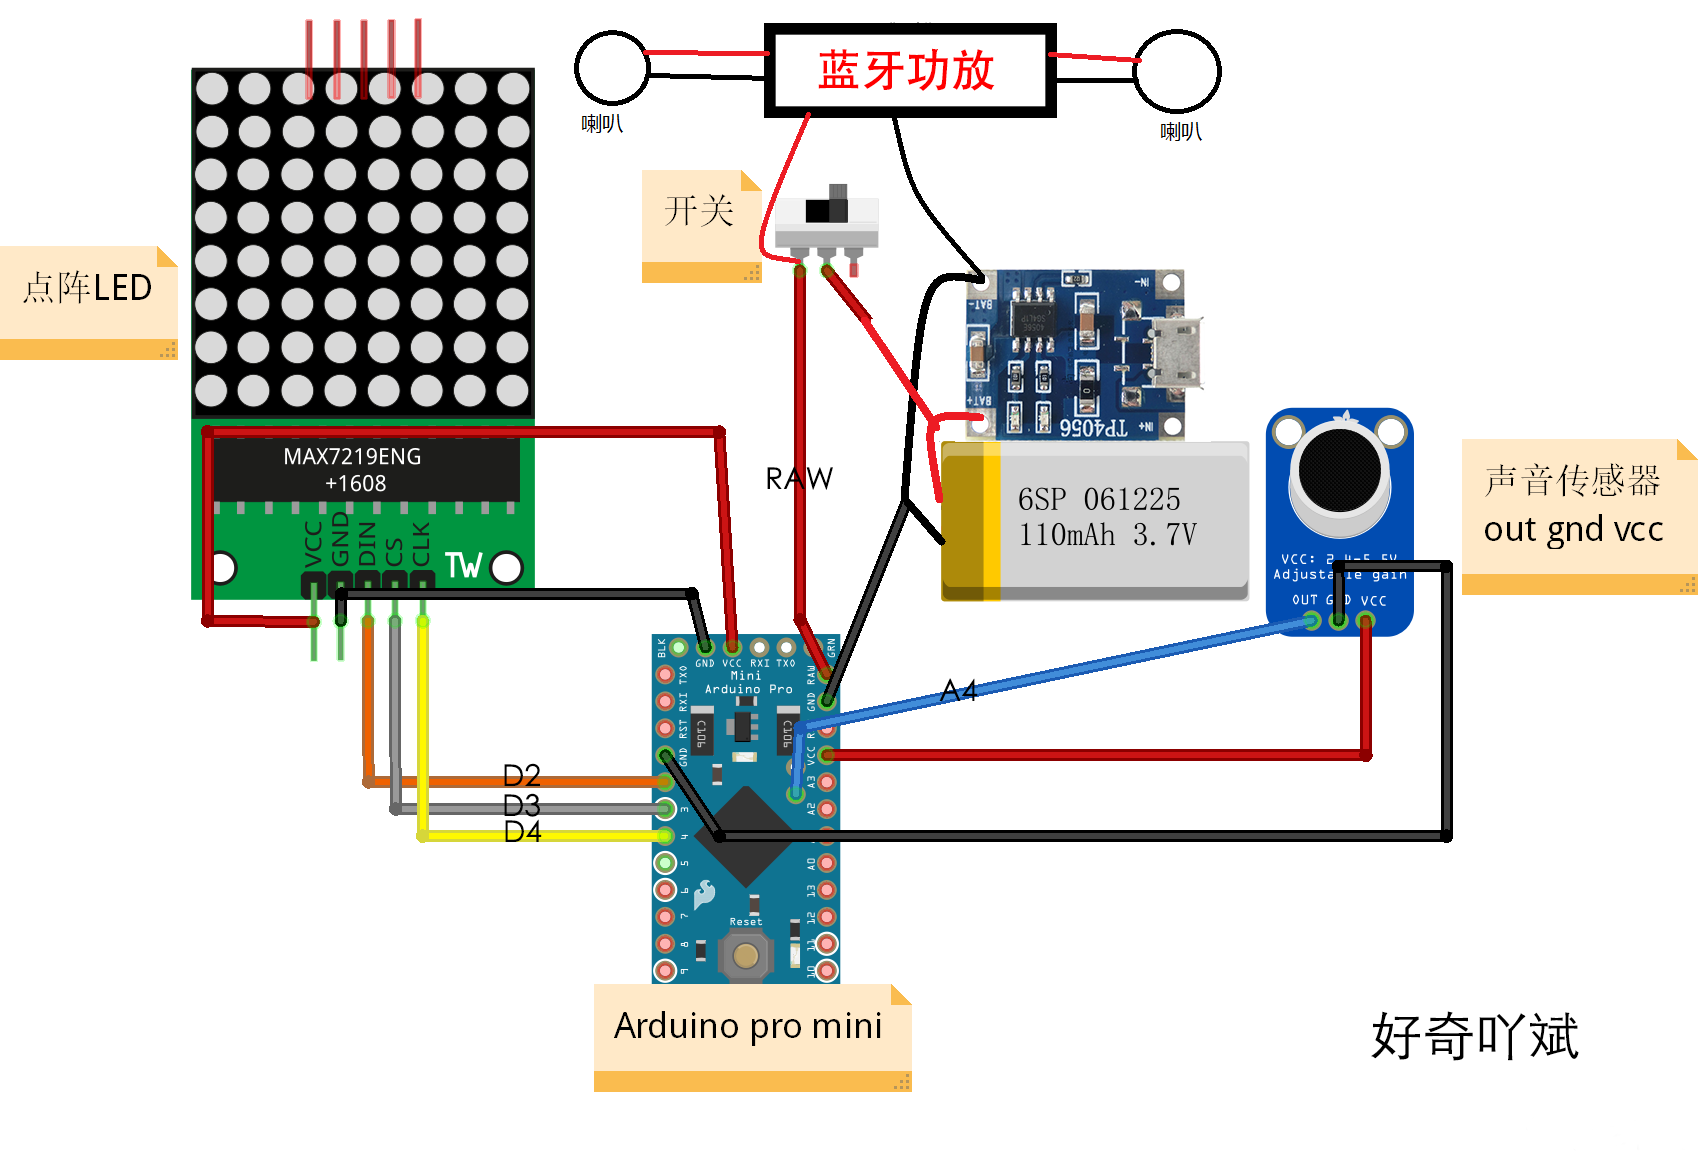 蓝牙功放
喇叭
喇叭
开关
点阵LED
BAT-
IN-
BAT+
IN+
TP4056
MAX7219ENG
+1608
VCC
GND
DIN
CS
CLK
TW
RAW
6SP 061225
110mAh 3.7V
声音传感器
out gnd vcc
VCC: 2.4-5.5V
Adjustable gain
OUT GND VCC
BLK
GND VCC RXI TXO
GRN
Mini
Arduino Pro
TXO
RXI
RST
GND
3
4
5
6
7
8
9
RAW
GND
VCC
A3
A2
A0
13
12
11
10
C106
C106
A4
D2
D3
D4
Reset
Arduino pro mini
好奇吖斌